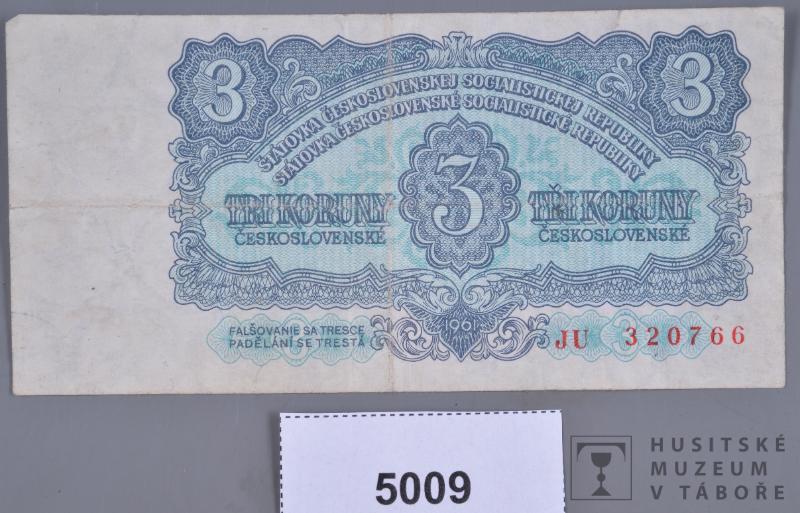 3
3
ŠTÁTOVKA ČESKOSLOVENSKEJ SOCIALISTICKEJ REPUBLIKY
STÁTOVKA ČESKOSLOVENSKÉ SOCIALISTICKÉ REPUBLIKY
3
TRI KORUNY
ČESKOSLOVENSKÉ
TŘI KORUNY
ČESKOSLOVENSKÉ
1961
FALŠOVANIE SA TRESCE
PADĚLÁNÍ SE TRESTÁ
JU 320766
5009
HUSITSKÉ
MUZEUM
V TÁBOŘE